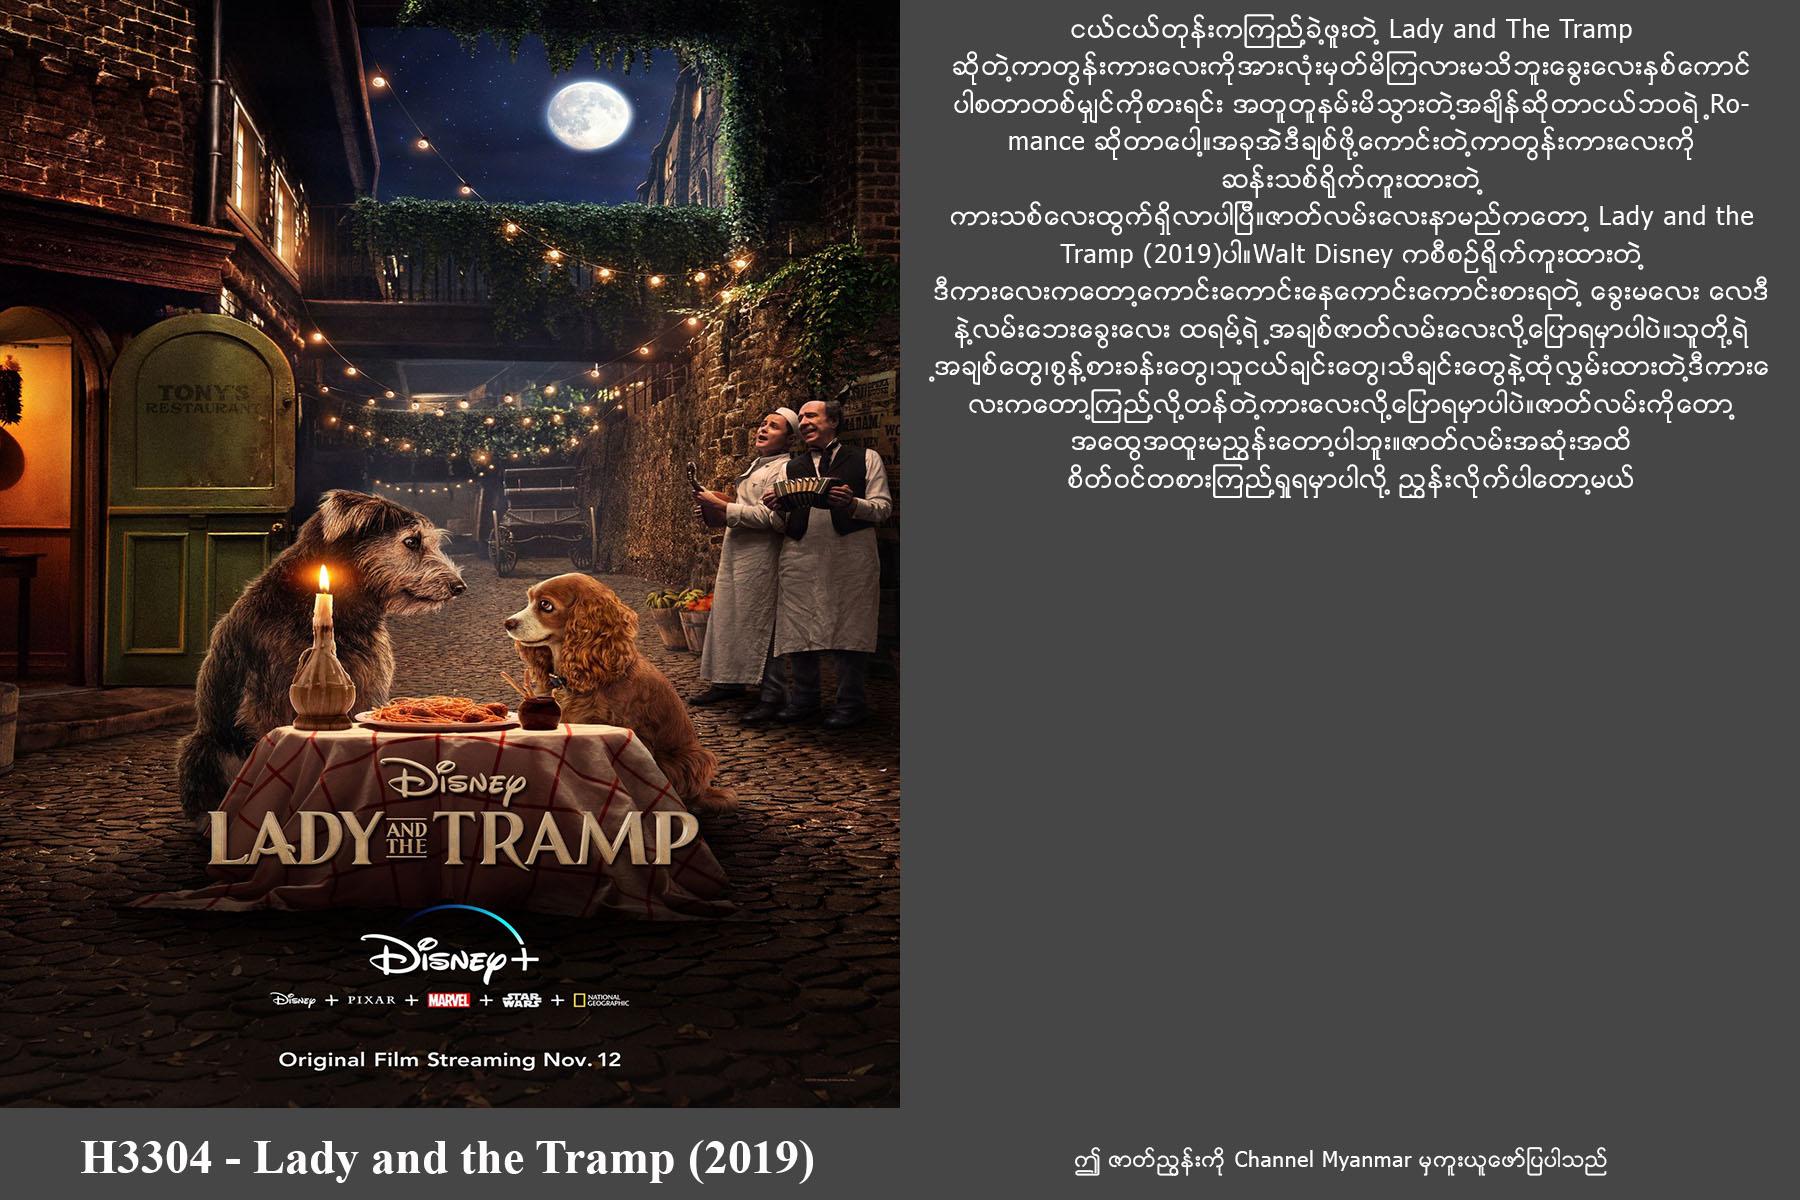 ငယ်ငယ်တုန်းကကြည့်ခဲ့ဖူးတဲ့ Lady and The Tramp
ဆိုတဲ့ကာတွန်းကားလေးကိုအားလုံးမှတ်မိကြလားမသိဘူးခွေးလေးနှစ်ကောင်
ပါစတာတစ်မျှင်ကိုစားရင်း အတူတူနမ်းမိသွားတဲ့အချိန်ဆိုတာငယ်ဘဝရဲ့ Ro-
mance ဆိုတာပေါ့။အခုအဲဒီချစ်ဖို့ကောင်းတဲ့ကာတွန်းကားလေးကို
ဆန်းသစ်ရိုက်ကူးထားတဲ့
ကားသစ်လေးထွက်ရှိလာပါပြီ။ဇာတ်လမ်းလေးနာမည်ကတော့ Lady and the
Tramp (2019)ပါ။Walt Disney ကစီစဉ်ရိုက်ကူးထားတဲ့
ဒီကားလေးကတော့ကောင်းကောင်းနေကောင်းကောင်းစားရတဲ့ ခွေးမလေး လေဒီ
နဲ့လမ်းဘေးခွေးလေး ထရမ့်ရဲ့ အချစ်ဇာတ်လမ်းလေးလို့ပြောရမှာပါပဲ။သူတို့ရဲ
့အချစ်တွေ၊စွန့်စားခန်းတွေ၊သူငယ်ချင်းတွေ၊သီချင်းတွေနဲ့ထုံလွှမ်းထားတဲ့ဒီကားေ
လးကတော့ကြည့်လို့တန်တဲ့ကားလေးလို့ပြောရမှာပါပဲ။ဇာတ်လမ်းကိုတော့
အထွေအထူးမညွှန်းတော့ပါဘူး။ဇာတ်လမ်းအဆုံးအထိ
စိတ်ဝင်တစားကြည့်ရှုရမှာပါလို့ ညွှန်းလိုက်ပါတော့မယ်
TONY'S
RESTAURANT
DISNEY
LADY AND THE TRAMP
DISNEY+
DISNEY + PIXAR + MARVEL + STAR WARS + NATIONAL GEOGRAPHIC
Original Film Streaming Nov. 12
H3304 - Lady and the Tramp (2019)
ဤ ဇာတ်ညွှန်းကို Channel Myanmar မှကူးယူဖော်ပြပါသည်